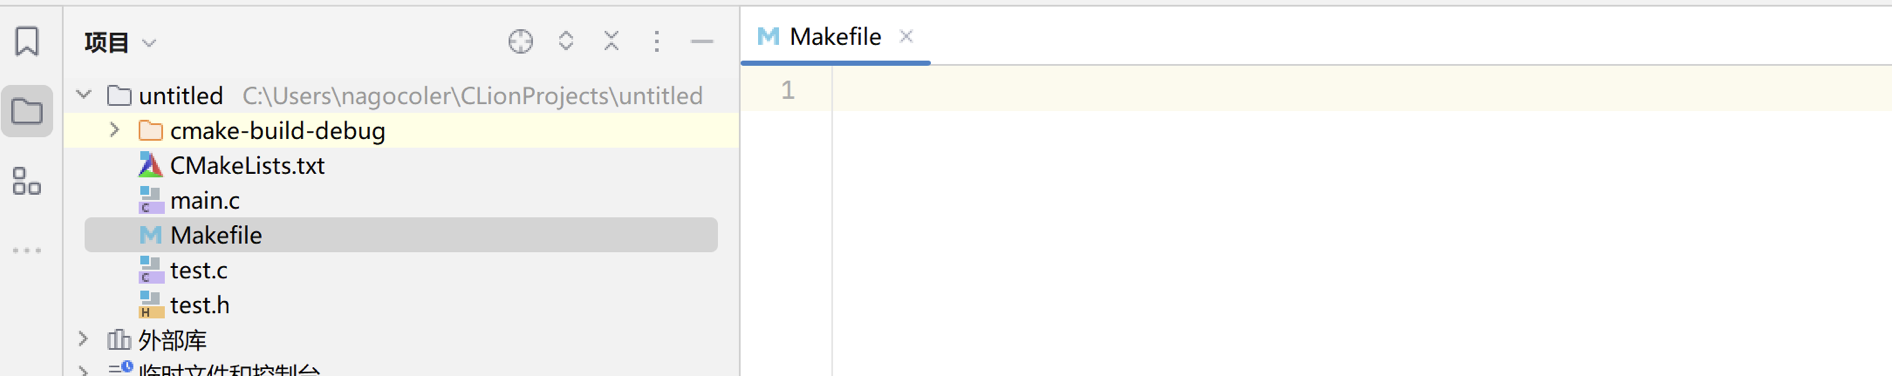 项目
Makefile
untitled C:\Users\nagocoler\CLionProjects\untitled
1
cmake-build-debug
CMakeLists.txt
main.c
Makefile
test.c
test.h
外部库
临时文件和控制台